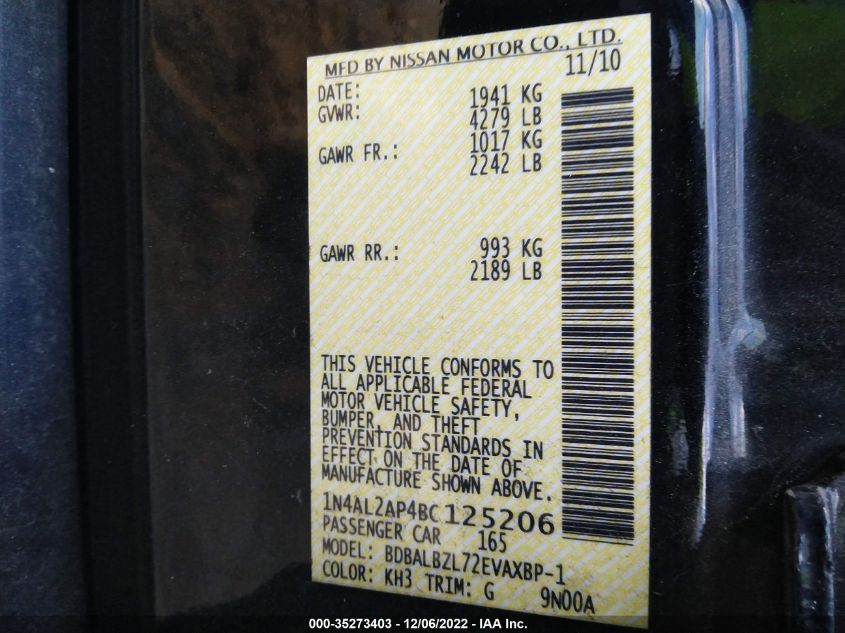 MFD BY NISSAN MOTOR CO., LTD.
DATE: 11/10
GVWR: 1941 KG
4279 LB
GAWR FR.: 1017 KG
2242 LB
GAWR RR.: 993 KG
2189 LB
THIS VEHICLE CONFORMS TO
ALL APPLICABLE FEDERAL
MOTOR VEHICLE SAFETY,
BUMPER, AND THEFT
PREVENTION STANDARDS IN
EFFECT ON THE DATE OF
MANUFACTURE SHOWN ABOVE.
1N4AL2AP4BC125206
PASSENGER CAR 165
MODEL: BDBALBZL72EVAXBP-1
COLOR: KH3 TRIM: G 9N00A
000-35273403 - 12/06/2022 - IAA Inc.